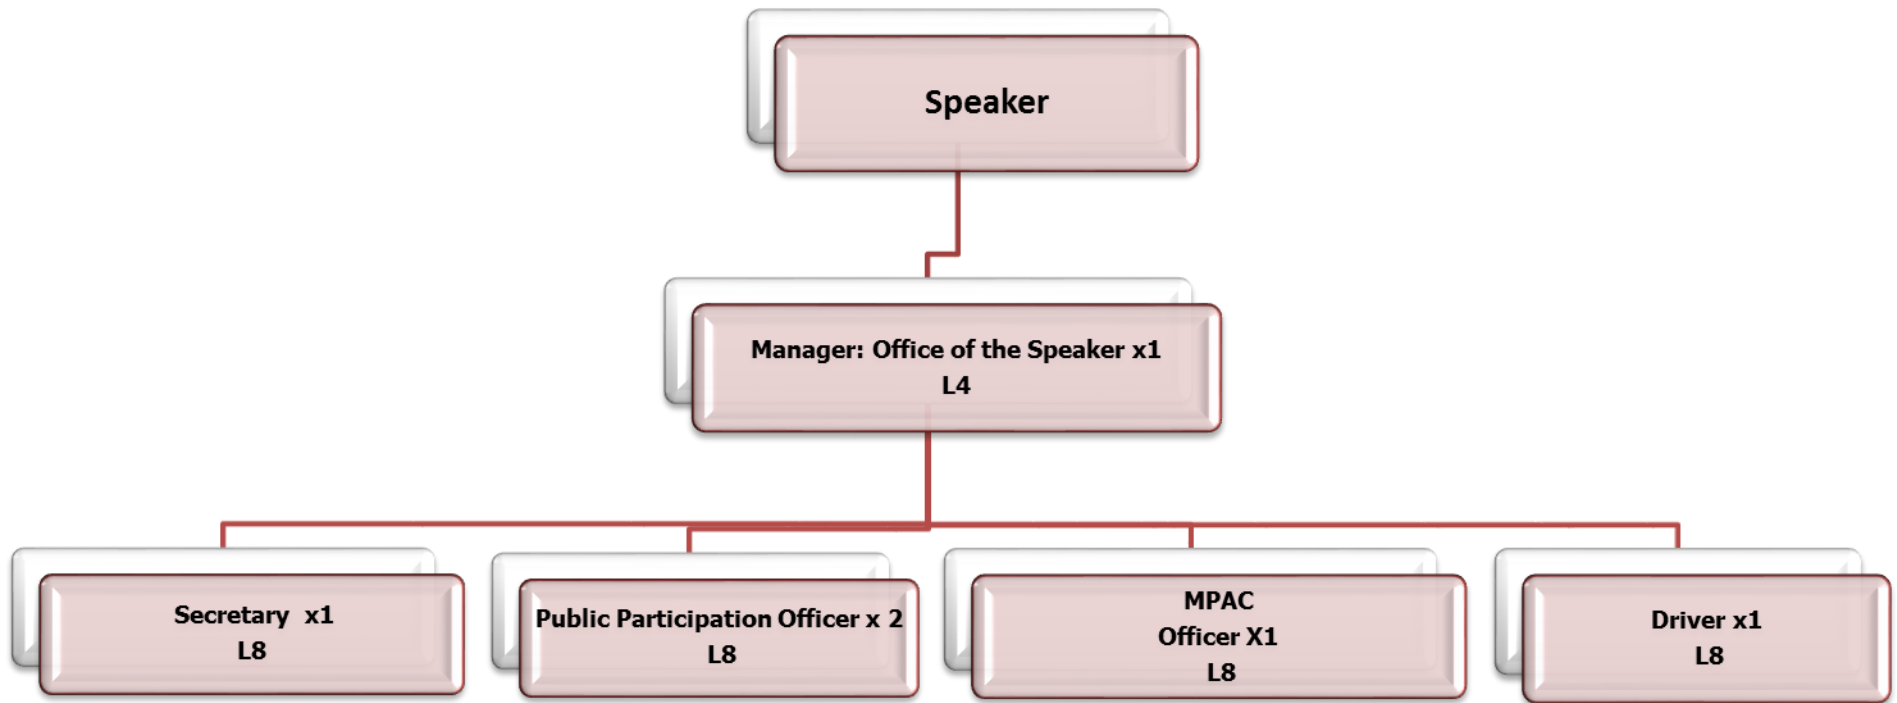 Speaker
Manager: Office of the Speaker x1
L4
Secretary  x1
L8
Public Participation Officer x 2
L8
MPAC
Officer X1
L8
Driver x1
L8